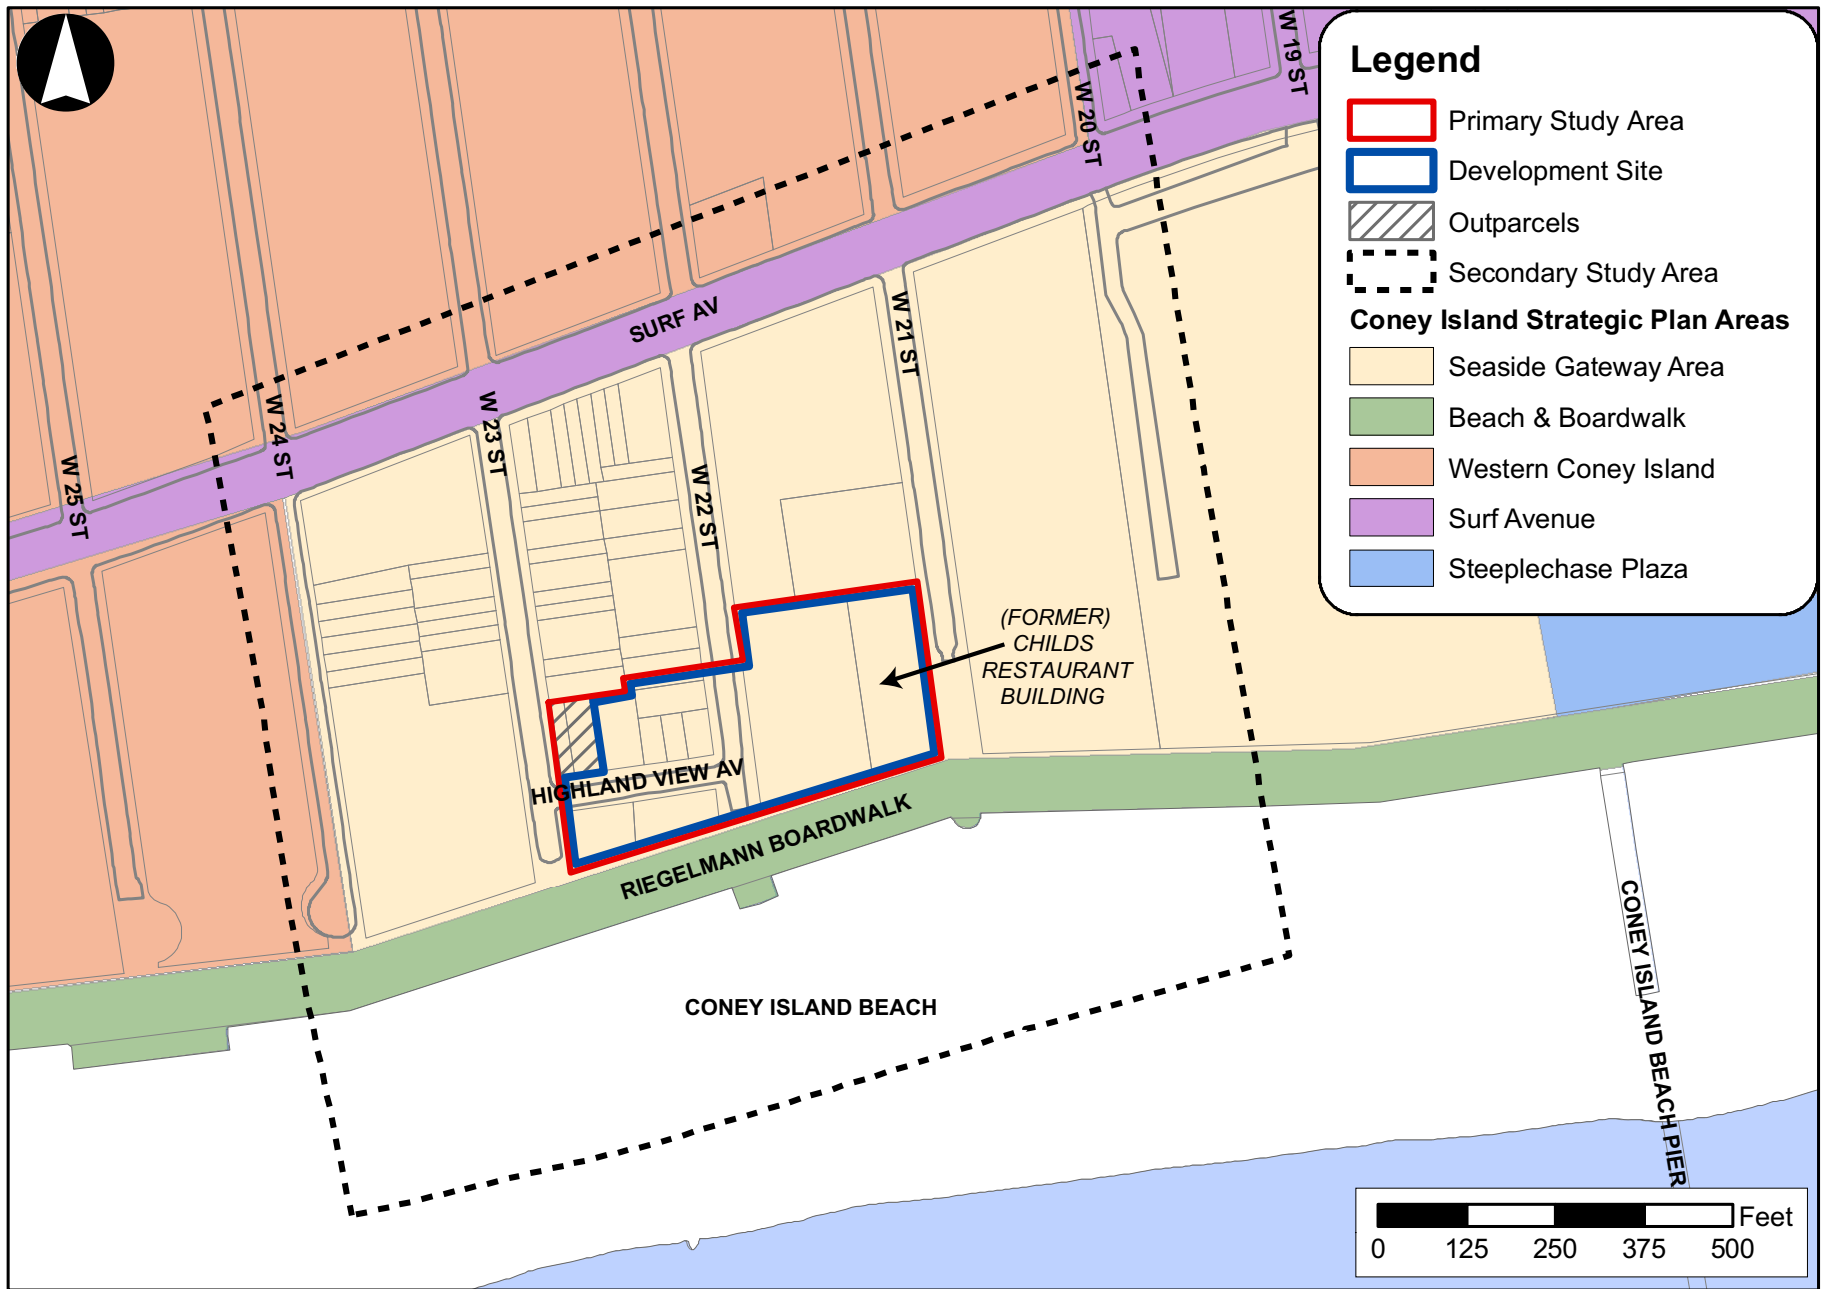 Legend
Primary Study Area
Development Site
Outparcels
Secondary Study Area
Coney Island Strategic Plan Areas
Seaside Gateway Area
Beach & Boardwalk
Western Coney Island
Surf Avenue
Steeplechase Plaza
W 19 ST
W 20 ST
SURF AV
W 21 ST
W 22 ST
W 23 ST
W 24 ST
W 25 ST
(FORMER)
CHILDS
RESTAURANT
BUILDING
HIGHLAND VIEW AV
RIEGELMANN BOARDWALK
CONEY ISLAND BEACH
CONEY ISLAND BEACH PIER
Feet
0 125 250 375 500